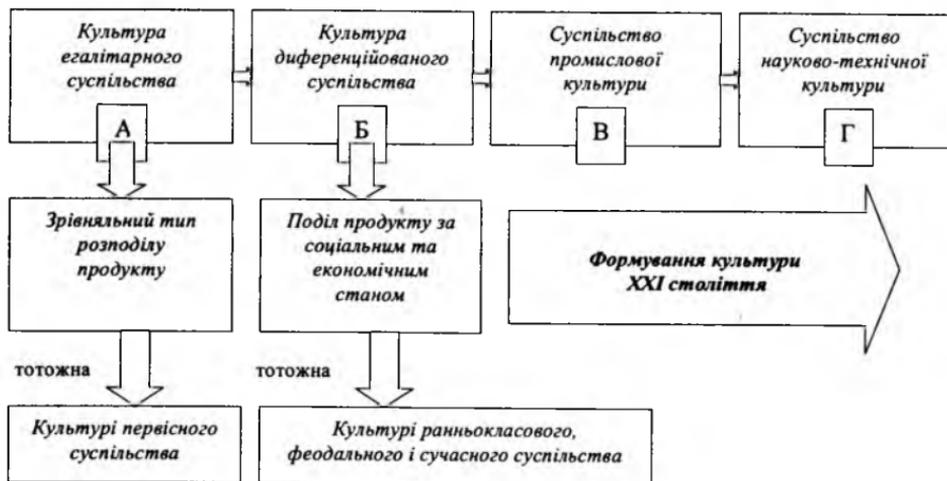 Культура
егалітарного
суспільства
А
Культура
диференційованого
суспільства
Б
Суспільство
промислової
культури
В
Суспільство
науково-технічної
культури
Г
Зрівняльний тип
розподілу
продукту
Поділ продукту за
соціальним та
економічним
станом
Формування культури
XXI століття
тотожна
тотожна
Культурі первісного
суспільства
Культурі ранньокласового,
феодального і сучасного суспільства